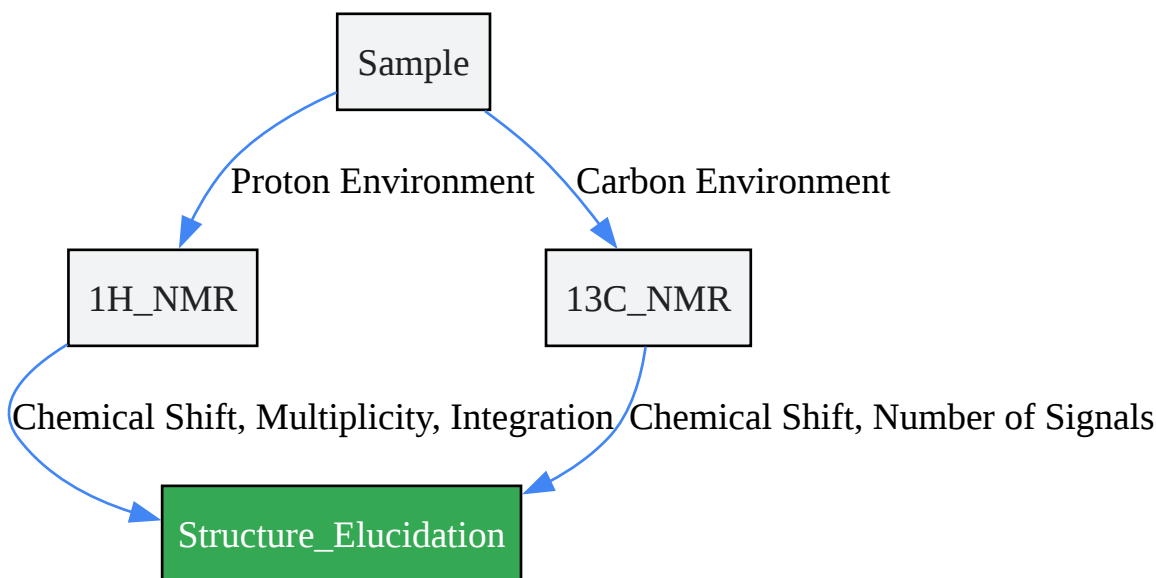 Sample
Proton Environment
Carbon Environment
1H_NMR
13C_NMR
Chemical Shift, Multiplicity, Integration
Chemical Shift, Number of Signals
Structure_Elucidation